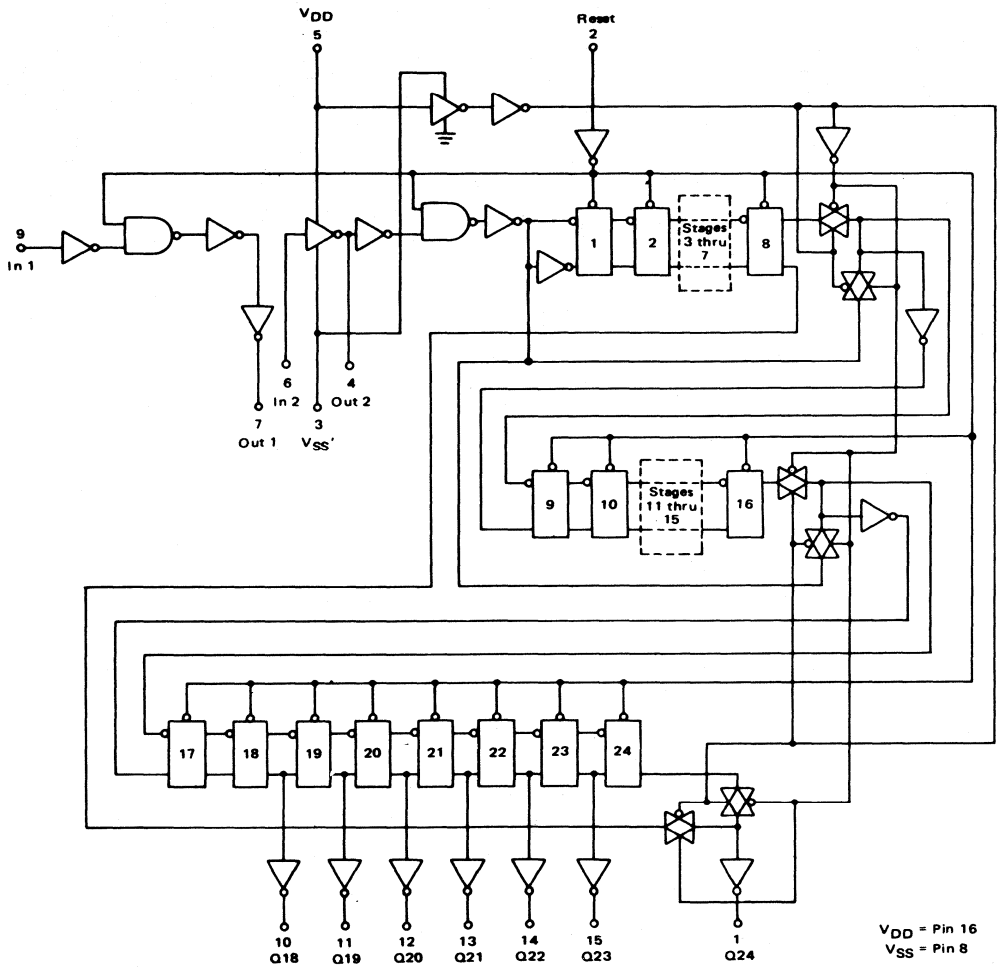 VDD
5
Reset
2
9
In 1
1
2
Stages
3 thru
7
8
6
In 2
4
Out 2
7
Out 1
3
VSS'
9
10
Stages
11 thru
15
16
17
18
19
20
21
22
23
24
10
Q18
11
Q19
12
Q20
13
Q21
14
Q22
15
Q23
1
Q24
VDD = Pin 16
VSS = Pin 8